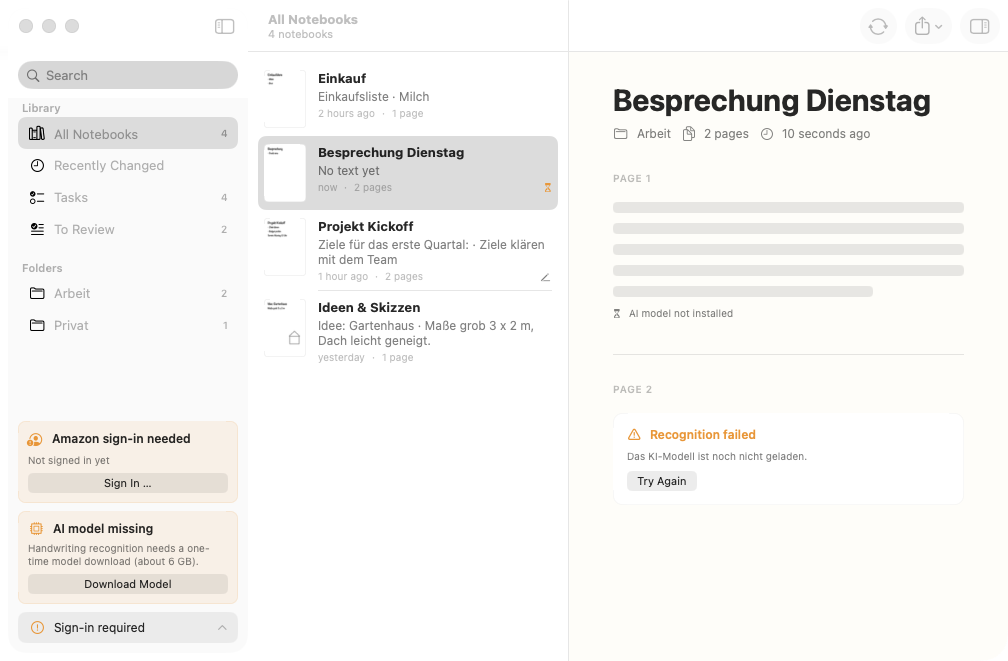 Search
Library
All Notebooks 4
Recently Changed
Tasks 4
To Review 2
Folders
Arbeit 2
Privat 1
Amazon sign-in needed
Not signed in yet
Sign In ...
AI model missing
Handwriting recognition needs a one-
time model download (about 6 GB).
Download Model
Sign-in required
All Notebooks
4 notebooks
Einkauf
Einkaufsliste · Milch
2 hours ago · 1 page
Besprechung Dienstag
No text yet
now · 2 pages
Projekt Kickoff
Ziele für das erste Quartal: · Ziele klären
mit dem Team
1 hour ago · 2 pages
Ideen & Skizzen
Idee: Gartenhaus · Maße grob 3 x 2 m,
Dach leicht geneigt.
yesterday · 1 page
Besprechung Dienstag
Arbeit 2 pages 10 seconds ago
PAGE 1
AI model not installed
PAGE 2
Recognition failed
Das KI-Modell ist noch nicht geladen.
Try Again